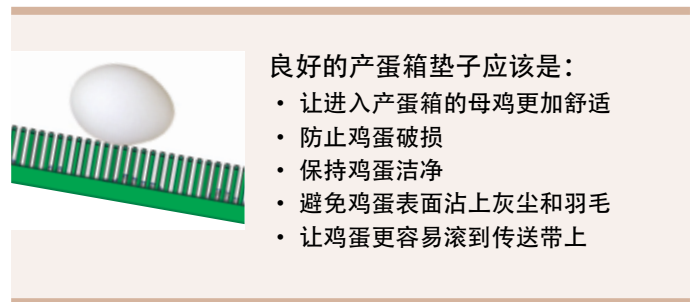 良好的产蛋箱垫子应该是：
• 让进入产蛋箱的母鸡更加舒适
• 防止鸡蛋破损
• 保持鸡蛋洁净
• 避免鸡蛋表面沾上灰尘和羽毛
• 让鸡蛋更容易滚到传送带上